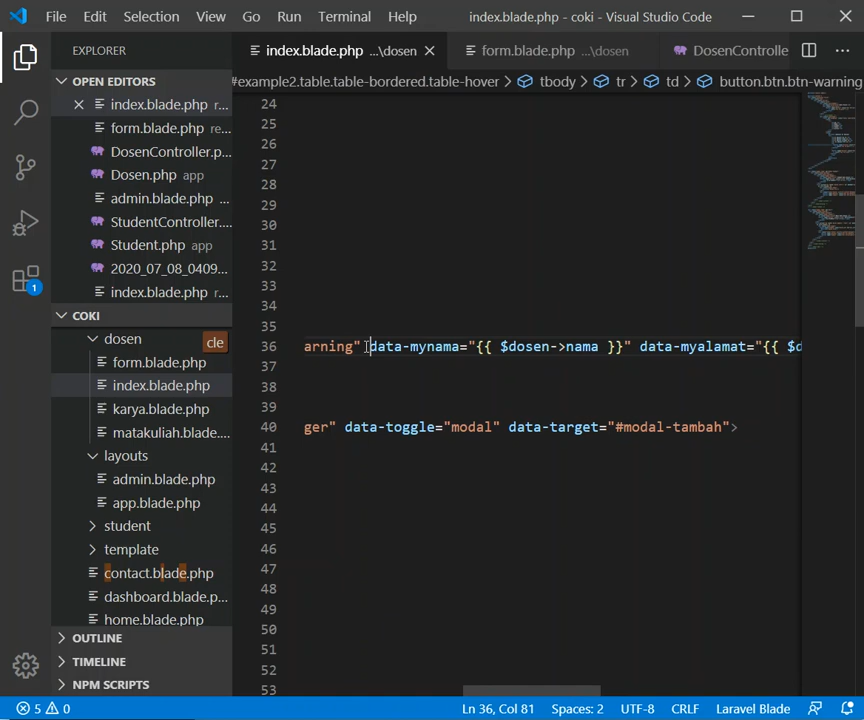 File Edit Selection View Go Run Terminal Help index.blade.php - coki - Visual Studio Code
EXPLORER
index.blade.php ...\dosen
form.blade.php ...\dosen
DosenControlle
#example2.table.table-bordered.table-hover > tbody > tr > td > button.btn.btn-warning
OPEN EDITORS
index.blade.php r...
form.blade.php re...
DosenController.p...
Dosen.php app
admin.blade.php ...
StudentController....
Student.php app
2020_07_08_0409...
index.blade.php r...
COKI
dosen
cle
form.blade.php
index.blade.php
karya.blade.php
matakuliah.blade....
layouts
admin.blade.php
app.blade.php
student
template
contact.blade.php
dashboard.blade.p...
home.blade.php
OUTLINE
TIMELINE
NPM SCRIPTS
1
24
25
26
27
28
29
30
31
32
33
34
35
36 arning" data-mynama="{{ $dosen->nama }}" data-myalamat="{{ $d
37
38
39
40 ger" data-toggle="modal" data-target="#modal-tambah">
41
42
43
44
45
46
47
48
49
50
51
52
53
5 0 Ln 36, Col 81 Spaces: 2 UTF-8 CRLF Laravel Blade